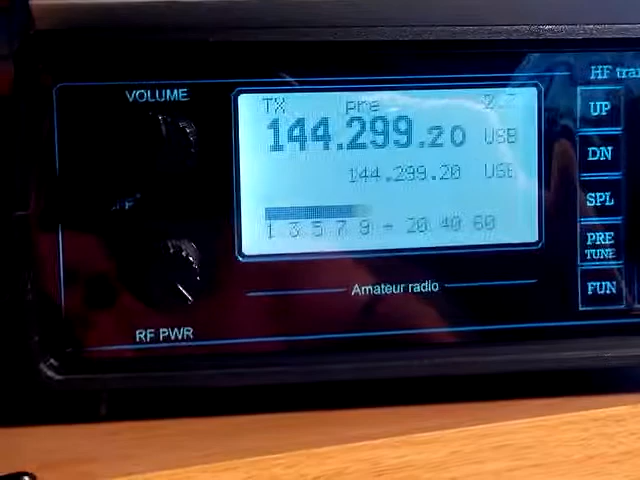 HF
VOLUME
TX pre
144.299.20 USB
144.299.20 USB
1 3 5 7 9 - 20 40 60
Amateur radio
RF PWR
UP
DN
SPL
PRE
TUNE
FUN